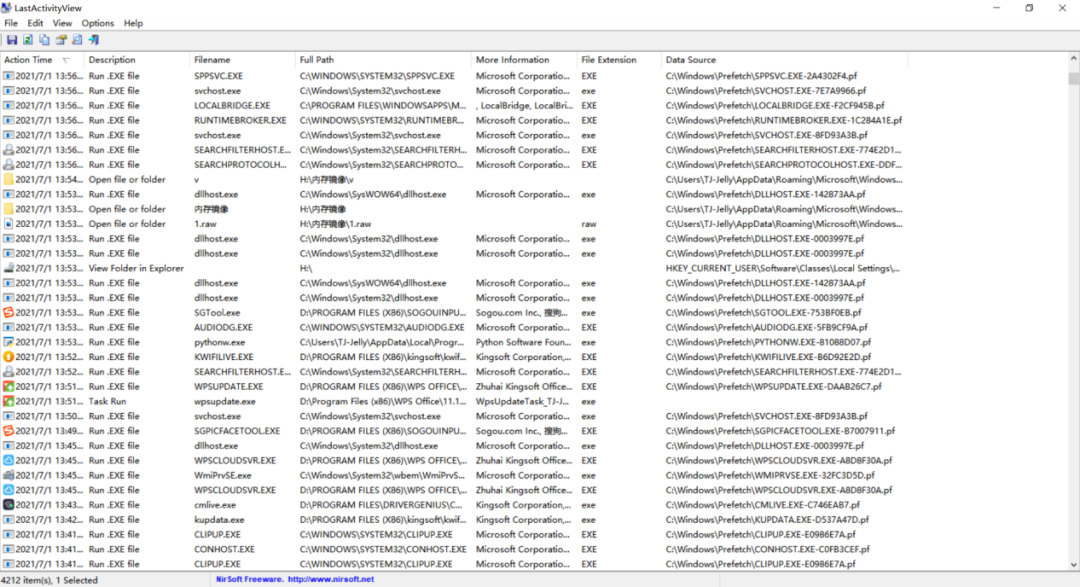 LastActivityView
File Edit View Options Help
Action Time Description Filename Full Path More Information File Extension Data Source
2021/7/1 13:56... Run .EXE file SPPSVC.EXE C:\WINDOWS\SYSTEM32\SPPSVC.EXE Microsoft Corporatio... EXE C:\Windows\Prefetch\SPPSVC.EXE-2A4302F4.pf
2021/7/1 13:56... Run .EXE file svchost.exe C:\Windows\System32\svchost.exe Microsoft Corporatio... exe C:\Windows\Prefetch\SVCHOST.EXE-7E7A9966.pf
2021/7/1 13:56... Run .EXE file LOCALBRIDGE.EXE C:\PROGRAM FILES\WINDOWSAPPS\M... , LocalBridge, LocalBri... EXE C:\Windows\Prefetch\LOCALBRIDGE.EXE-F2CF945B.pf
2021/7/1 13:56... Run .EXE file RUNTIMEBROKER.EXE C:\WINDOWS\SYSTEM32\RUNTIMEBR... Microsoft Corporatio... EXE C:\Windows\Prefetch\RUNTIMEBROKER.EXE-1C284A1E.pf
2021/7/1 13:56... Run .EXE file svchost.exe C:\Windows\System32\svchost.exe Microsoft Corporatio... exe C:\Windows\Prefetch\SVCHOST.EXE-8FD93A3B.pf
2021/7/1 13:56... Run .EXE file SEARCHFILTERHOST.E... C:\WINDOWS\SYSTEM32\SEARCHFILTERH... Microsoft Corporatio... EXE C:\Windows\Prefetch\SEARCHFILTERHOST.EXE-774E2D1...
2021/7/1 13:56... Run .EXE file SEARCHPROTOCOLH... C:\WINDOWS\SYSTEM32\SEARCHPROTO... Microsoft Corporatio... EXE C:\Windows\Prefetch\SEARCHPROTOCOLHOST.EXE-DDF...
2021/7/1 13:54... Open file or folder v H:\内存镜像\v C:\Users\TJ-Jelly\AppData\Roaming\Microsoft\Windows...
2021/7/1 13:53... Run .EXE file dllhost.exe C:\Windows\SysWOW64\dllhost.exe Microsoft Corporatio... exe C:\Windows\Prefetch\DLLHOST.EXE-142873AA.pf
2021/7/1 13:53... Open file or folder 内存镜像 H:\内存镜像 C:\Users\TJ-Jelly\AppData\Roaming\Microsoft\Windows...
2021/7/1 13:53... Open file or folder 1.raw H:\内存镜像\1.raw raw C:\Users\TJ-Jelly\AppData\Roaming\Microsoft\Windows...
2021/7/1 13:53... Run .EXE file dllhost.exe C:\Windows\System32\dllhost.exe Microsoft Corporatio... exe C:\Windows\Prefetch\DLLHOST.EXE-0003997E.pf
2021/7/1 13:53... Run .EXE file dllhost.exe C:\Windows\System32\dllhost.exe Microsoft Corporatio... exe C:\Windows\Prefetch\DLLHOST.EXE-0003997E.pf
2021/7/1 13:53... View Folder in Explorer H:\ HKEY_CURRENT_USER\Software\Classes\Local Settings\...
2021/7/1 13:53... Run .EXE file dllhost.exe C:\Windows\SysWOW64\dllhost.exe Microsoft Corporatio... exe C:\Windows\Prefetch\DLLHOST.EXE-142873AA.pf
2021/7/1 13:53... Run .EXE file dllhost.exe C:\Windows\System32\dllhost.exe Microsoft Corporatio... exe C:\Windows\Prefetch\DLLHOST.EXE-0003997E.pf
2021/7/1 13:53... Run .EXE file SGTool.exe D:\PROGRAM FILES (X86)\SOGOUINPU... Sogou.com Inc., 搜狗... exe C:\Windows\Prefetch\SGTOOL.EXE-753BF0EB.pf
2021/7/1 13:53... Run .EXE file AUDIODG.EXE C:\WINDOWS\SYSTEM32\AUDIODG.EXE Microsoft Corporatio... EXE C:\Windows\Prefetch\AUDIODG.EXE-5FB9CF9A.pf
2021/7/1 13:53... Run .EXE file pythonw.exe C:\Users\TJ-Jelly\AppData\Local\Progr... Python Software Foun... exe C:\Windows\Prefetch\PYTHONW.EXE-81088D07.pf
2021/7/1 13:52... Run .EXE file KWIFILIVE.EXE D:\PROGRAM FILES (X86)\kingsoft\kwif... Kingsoft Corporation,... EXE C:\Windows\Prefetch\KWIFILIVE.EXE-B6D92E2D.pf
2021/7/1 13:52... Run .EXE file SEARCHFILTERHOST.E... C:\WINDOWS\SYSTEM32\SEARCHFILTERH... Microsoft Corporatio... EXE C:\Windows\Prefetch\SEARCHFILTERHOST.EXE-774E2D1...
2021/7/1 13:51... Run .EXE file WPSUPDATE.EXE D:\PROGRAM FILES (X86)\WPS OFFICE\... Zhuhai Kingsoft Office... EXE C:\Windows\Prefetch\WPSUPDATE.EXE-DAAB26C7.pf
2021/7/1 13:51... Task Run wpsupdate.exe D:\Program Files (x86)\WPS Office\11.1... WpsUpdateTask_TJ-J... exe
2021/7/1 13:50... Run .EXE file svchost.exe C:\Windows\System32\svchost.exe Microsoft Corporatio... exe C:\Windows\Prefetch\SVCHOST.EXE-8FD93A3B.pf
2021/7/1 13:49... Run .EXE file SGPICFACETOOL.EXE D:\PROGRAM FILES (X86)\SOGOUINPU... Sogou.com Inc., 搜狗... EXE C:\Windows\Prefetch\SGPICFACETOOL.EXE-B7007911.pf
2021/7/1 13:45... Run .EXE file dllhost.exe C:\Windows\System32\dllhost.exe Microsoft Corporatio... exe C:\Windows\Prefetch\DLLHOST.EXE-0003997E.pf
2021/7/1 13:45... Run .EXE file WPSCLOUDSVR.EXE D:\PROGRAM FILES (X86)\WPS OFFICE\... Zhuhai Kingsoft Office... EXE C:\Windows\Prefetch\WPSCLOUDSVR.EXE-A8D8F30A.pf
2021/7/1 13:45... Run .EXE file WmiPrvSE.exe C:\Windows\System32\wbem\WmiPrvS... Microsoft Corporatio... exe C:\Windows\Prefetch\WMIPRVSE.EXE-32FC3D5D.pf
2021/7/1 13:45... Run .EXE file WPSCLOUDSVR.EXE D:\PROGRAM FILES (X86)\WPS OFFICE\... Zhuhai Kingsoft Office... EXE C:\Windows\Prefetch\WPSCLOUDSVR.EXE-A8D8F30A.pf
2021/7/1 13:43... Run .EXE file cmlive.exe D:\PROGRAM FILES\DRIVERGENIUS\C... Kingsoft Corporation,... exe C:\Windows\Prefetch\CMLIVE.EXE-C746EAB7.pf
2021/7/1 13:42... Run .EXE file kupdata.exe D:\PROGRAM FILES (X86)\kingsoft\kwif... Kingsoft Corporation,... exe C:\Windows\Prefetch\KUPDATA.EXE-D537A47D.pf
2021/7/1 13:41... Run .EXE file CLIPUP.EXE C:\WINDOWS\SYSTEM32\CLIPUP.EXE Microsoft Corporatio... EXE C:\Windows\Prefetch\CLIPUP.EXE-E0986E7A.pf
2021/7/1 13:41... Run .EXE file CONHOST.EXE C:\WINDOWS\SYSTEM32\CONHOST.EXE Microsoft Corporatio... EXE C:\Windows\Prefetch\CONHOST.EXE-C0FB3CEF.pf
2021/7/1 13:41... Run .EXE file CLIPUP.EXE C:\WINDOWS\SYSTEM32\CLIPUP.EXE Microsoft Corporatio... EXE C:\Windows\Prefetch\CLIPUP.EXE-E0986E7A.pf
4212 item(s), 1 Selected NirSoft Freeware. http://www.nirsoft.net